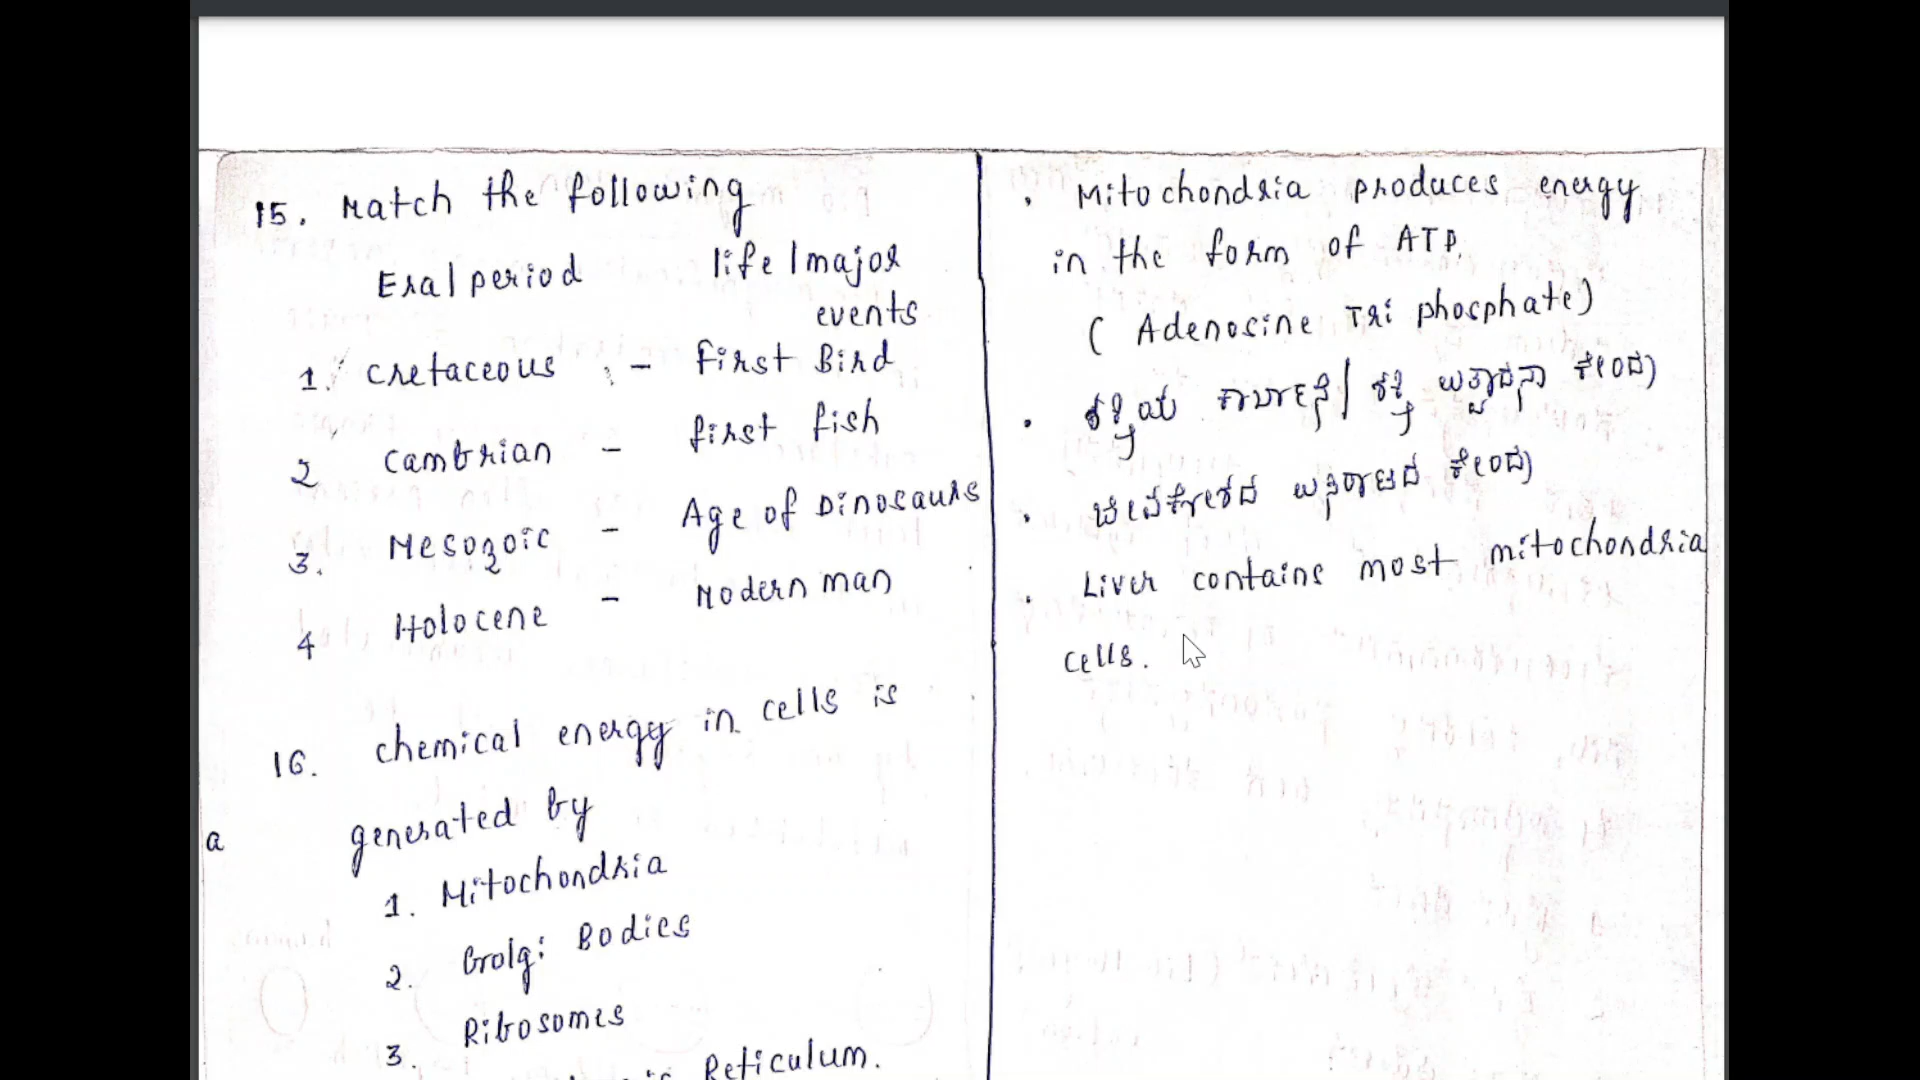 15. Match the following
Era/period life/major
events
1. Cretaceous - First Bird
2 Cambrian - first fish
3. Mesozoic - Age of Dinosaurs
4 Holocene - Modern man
16. chemical energy in cells is
a generated by
1. Mitochondria
2. Golgi Bodies
3. Ribosomes
Reticulum.
. Mitochondria produces energy
in the form of ATP.
( Adenosine Tri phosphate)
. Liver contains most mitochondria
cells.